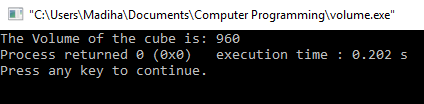 "C:\Users\Madiha\Documents\Computer Programming\volume.exe"
The Volume of the cube is: 960
Process returned 0 (0x0)   execution time : 0.202 s
Press any key to continue.